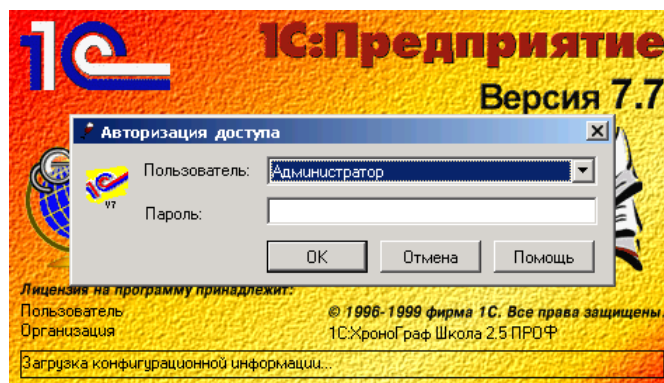 1С
1С:Предприятие
Версия 7.7
Авторизация доступа
Пользователь:
Администратор
1С
V7
Пароль:
OK
Отмена
Помощь
Лицензия на программу принадлежит:
Пользователь
© 1996-1999 фирма 1С. Все права защищены.
Организация
1С:ХроноГраф Школа 2.5 ПРОФ
Загрузка конфигурационной информации...